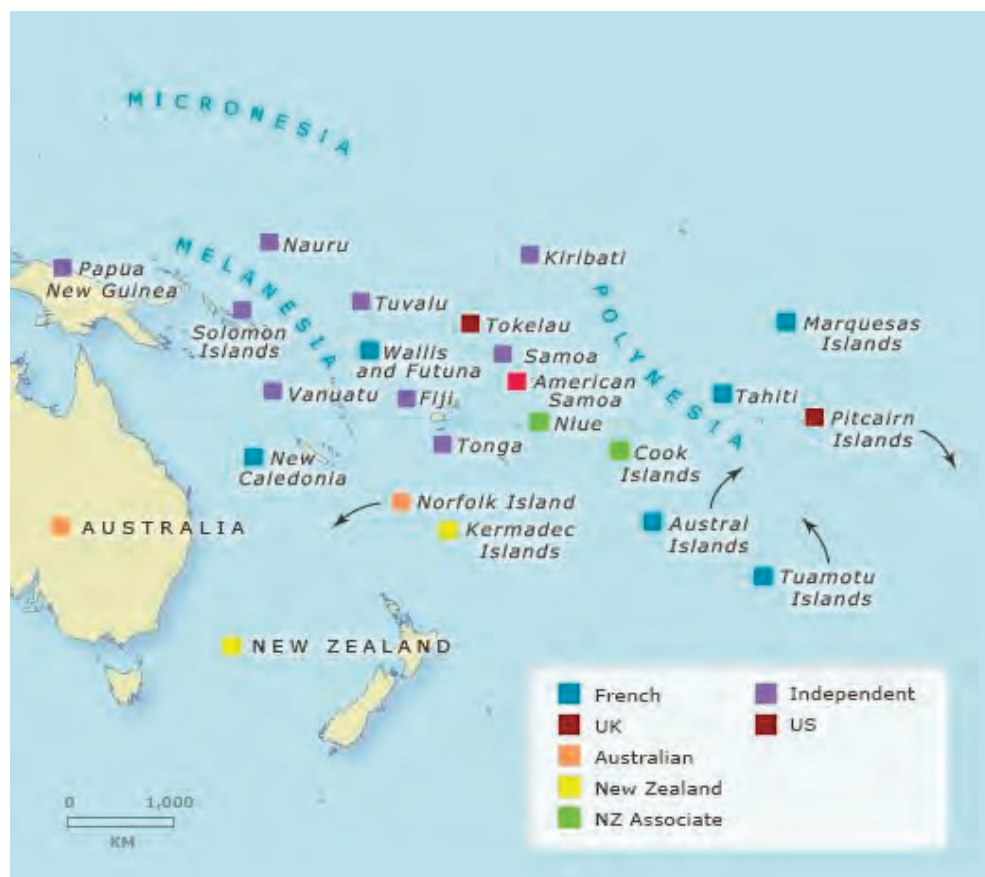 MICRONESIA
MELANESIA
POLYNESIA
Nauru
Kiribati
Papua
New Guinea
Tuvalu
Solomon
Islands
Tokelau
Marquesas
Islands
Wallis
and Futuna
Samoa
American
Samoa
Vanuatu
Fiji
Tahiti
Niue
Pitcairn
Islands
Tonga
Cook
Islands
New
Caledonia
Norfolk Island
AUSTRALIA
Kermadec
Islands
Austral
Islands
Tuamotu
Islands
NEW ZEALAND
French
UK
Australian
New Zealand
NZ Associate
Independent
US
0 1,000
KM